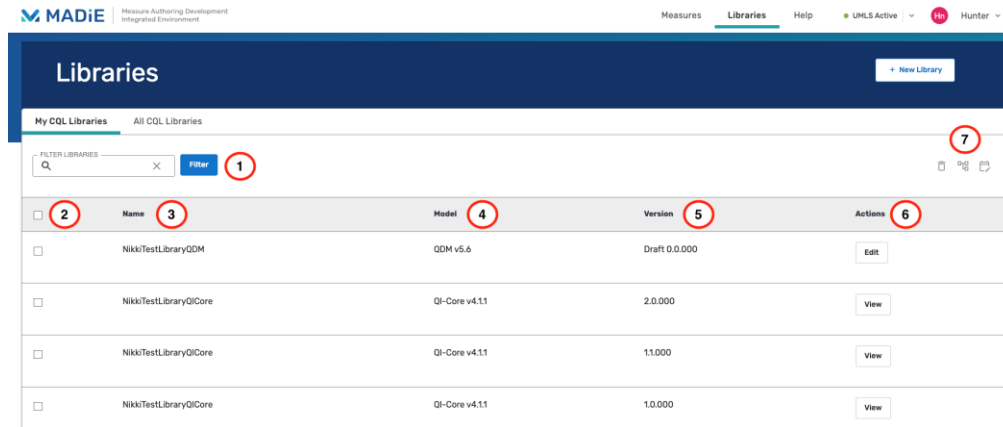 MADiE Measure Authoring Development
Integrated Environment
Measures Libraries Help UMLS Active Hn Hunter
Libraries
+ New Library
My CQL Libraries All CQL Libraries
7
FILTER LIBRARIES
Filter 1
2 Name 3 Model 4 Version 5 Actions 6
NikkiTestLibraryQDM QDM v5.6 Draft 0.0.000 Edit
NikkiTestLibraryQICore QI-Core v4.1.1 2.0.000 View
NikkiTestLibraryQICore QI-Core v4.1.1 1.1.000 View
NikkiTestLibraryQICore QI-Core v4.1.1 1.0.000 View